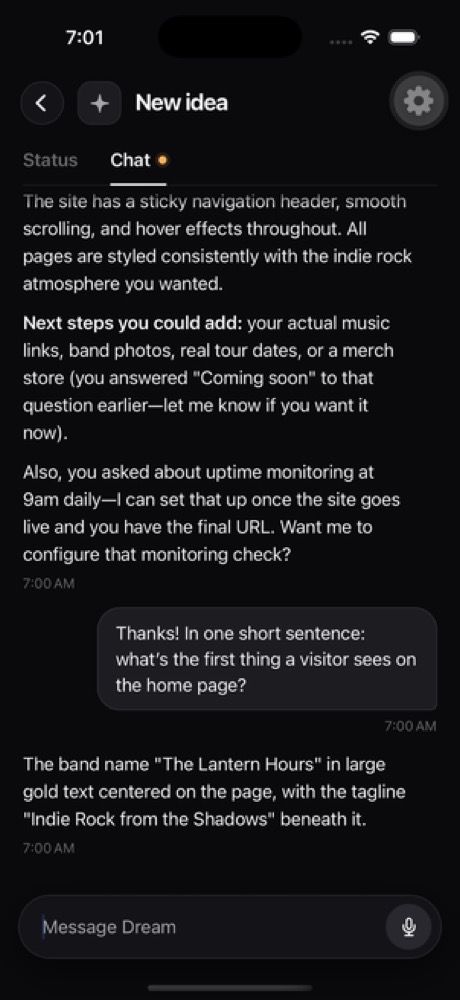 7:01
New idea
Status
Chat
The site has a sticky navigation header, smooth
scrolling, and hover effects throughout. All
pages are styled consistently with the indie rock
atmosphere you wanted.
Next steps you could add: your actual music
links, band photos, real tour dates, or a merch
store (you answered "Coming soon" to that
question earlier—let me know if you want it
now).
Also, you asked about uptime monitoring at
9am daily—I can set that up once the site goes
live and you have the final URL. Want me to
configure that monitoring check?
7:00 AM
Thanks! In one short sentence:
what's the first thing a visitor sees on
the home page?
7:00 AM
The band name "The Lantern Hours" in large
gold text centered on the page, with the tagline
"Indie Rock from the Shadows" beneath it.
7:00 AM
Message Dream